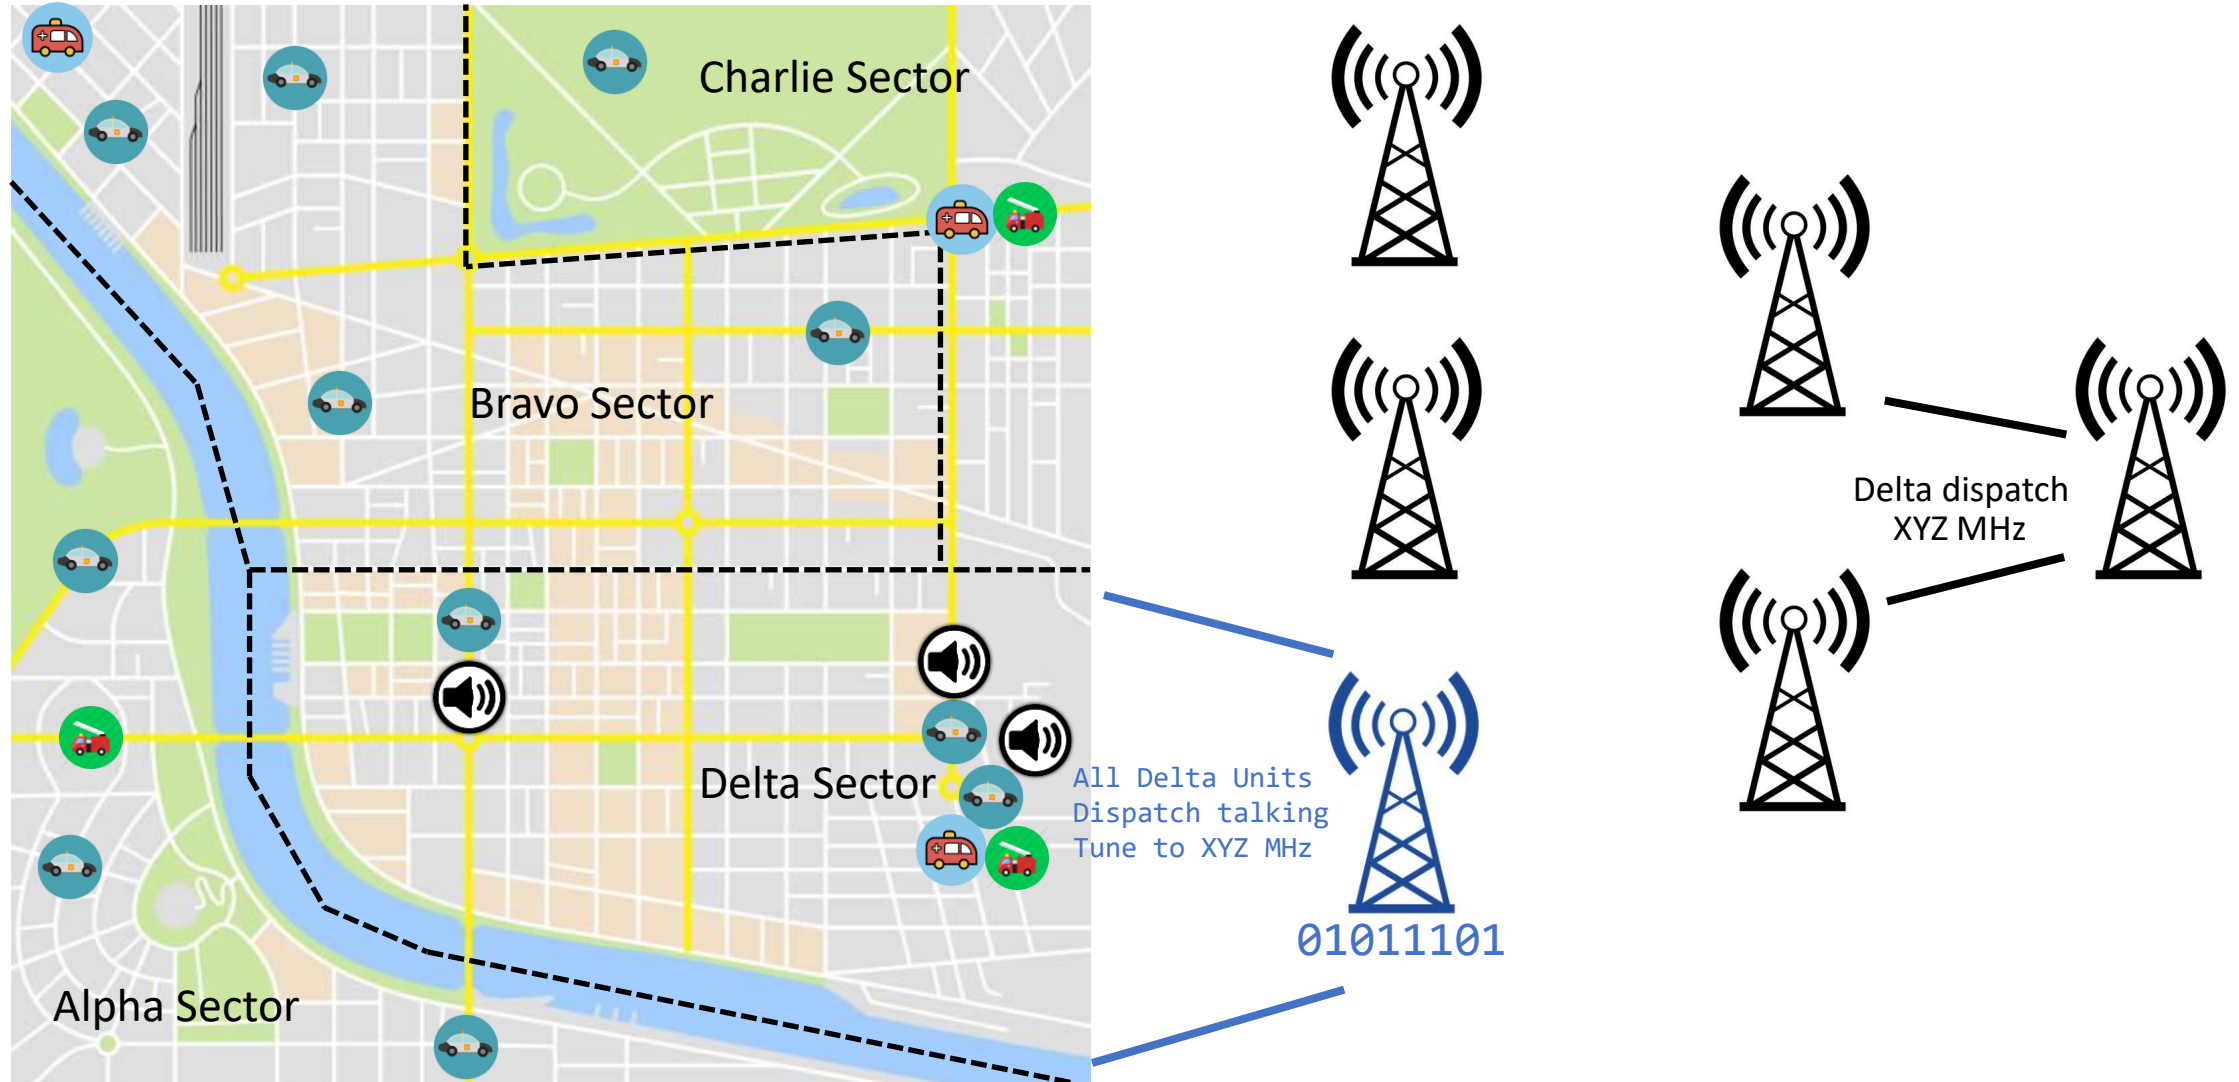 Charlie Sector
Bravo Sector
Delta dispatch
XYZ MHz
Delta Sector
All Delta Units
Dispatch talking
Tune to XYZ MHz
01011101
Alpha Sector